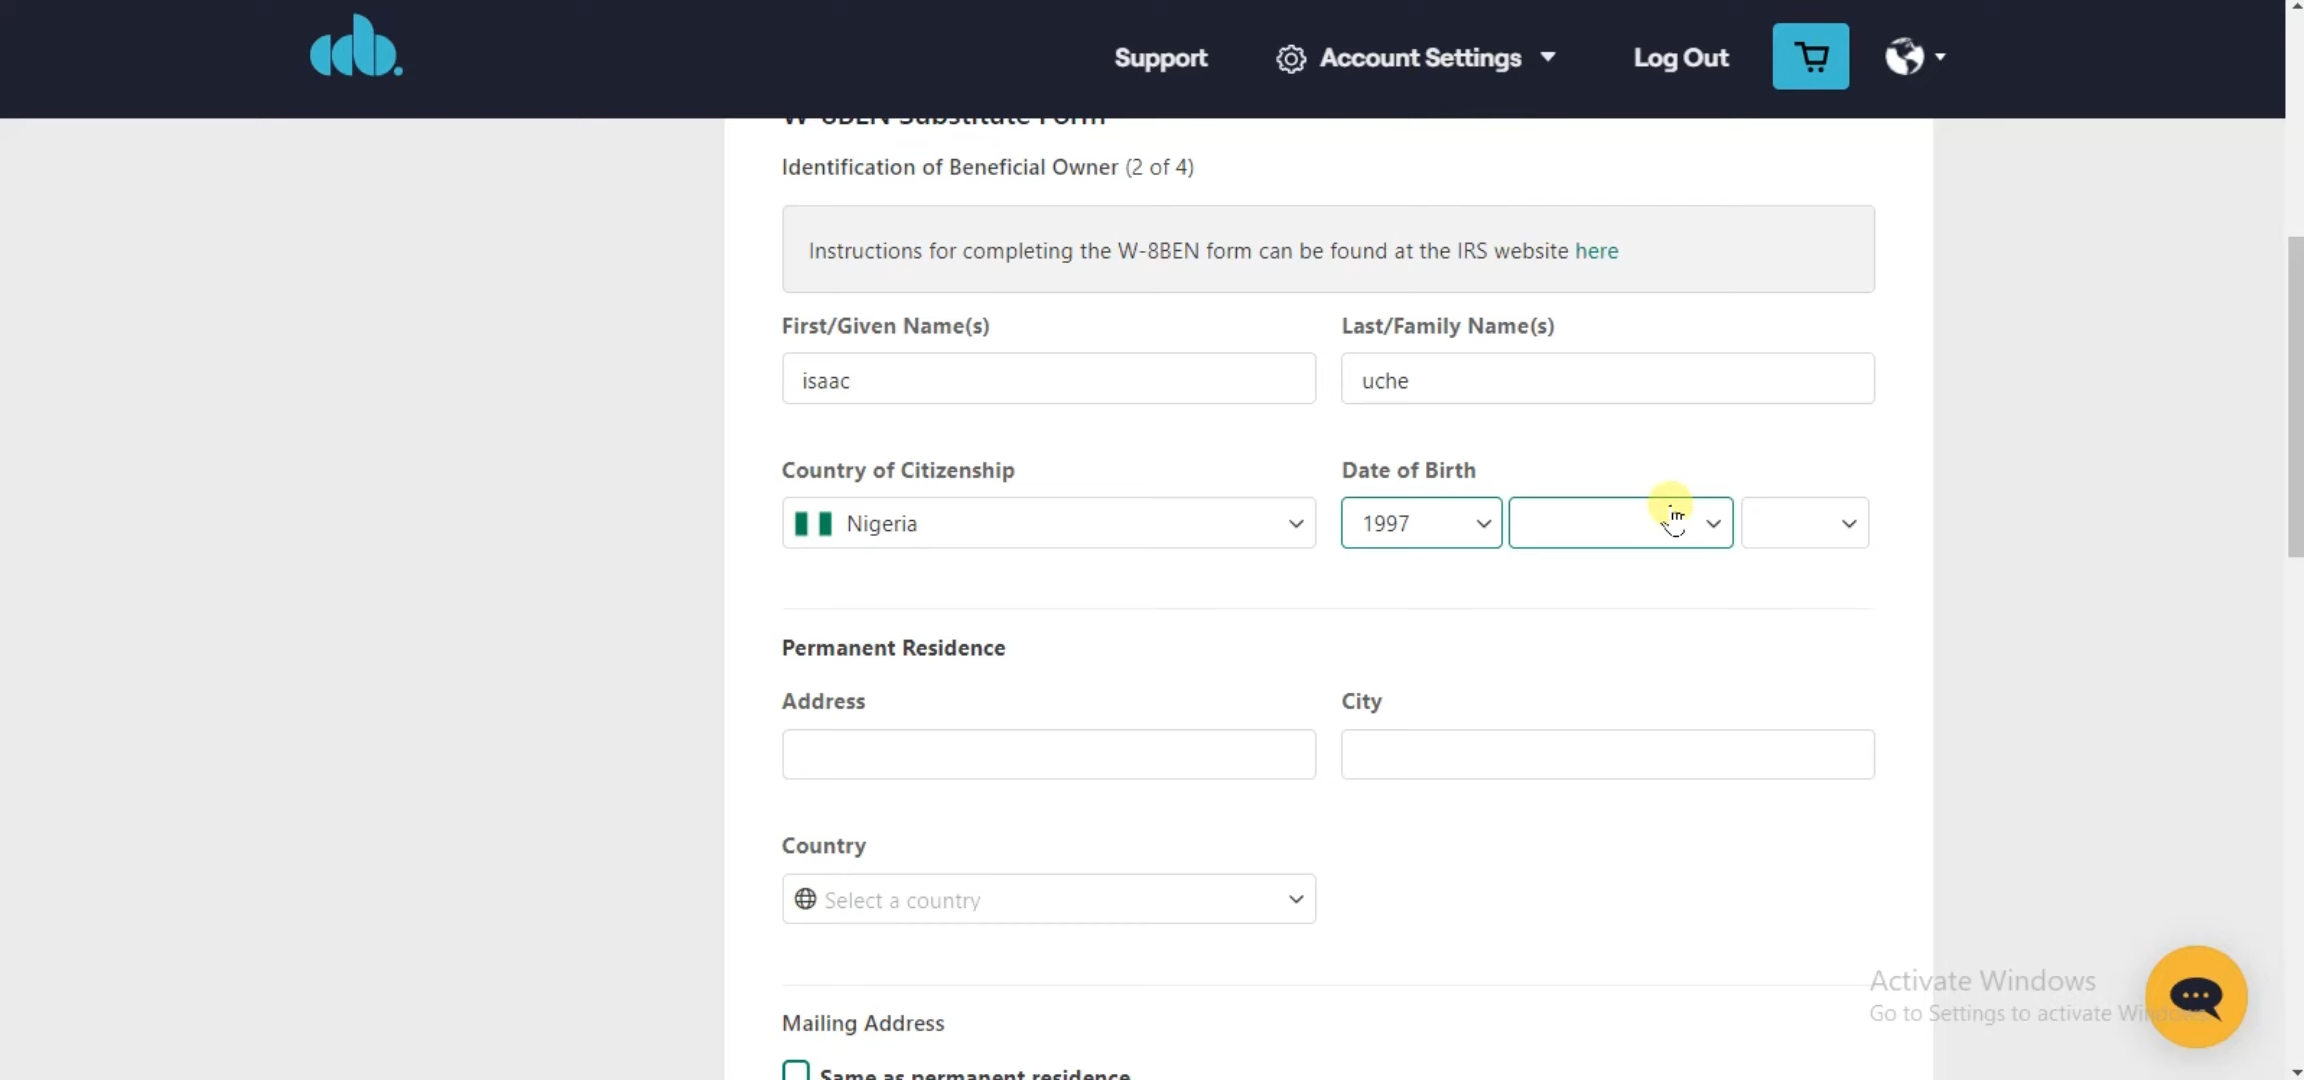 Support
Account Settings
Log Out
W-8BEN Substitute Form
Identification of Beneficial Owner (2 of 4)
Instructions for completing the W-8BEN form can be found at the IRS website here
First/Given Name(s)
Last/Family Name(s)
isaac
uche
Country of Citizenship
Date of Birth
Nigeria
1997
Permanent Residence
Address
City
Country
Select a country
Mailing Address
Same as permanent residence
Activate Windows
Go to Settings to activate Windows.